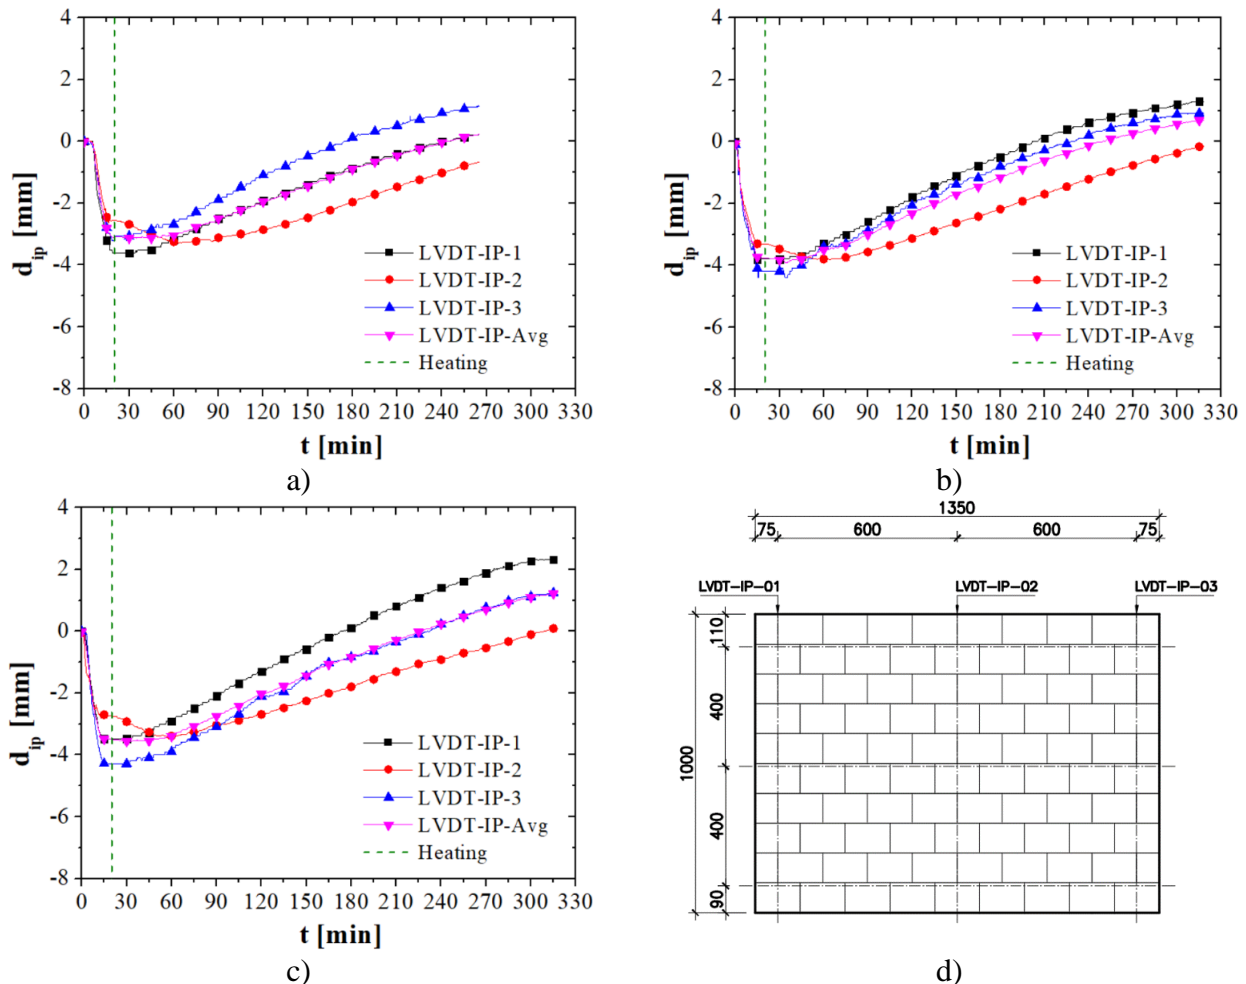 4
2
0
-2
-4
-6
-8
d_ip [mm]
LVDT-IP-1
LVDT-IP-2
LVDT-IP-3
LVDT-IP-Avg
Heating
0 30 60 90 120 150 180 210 240 270 300 330
t [min]
a)
4
2
0
-2
-4
-6
-8
d_ip [mm]
LVDT-IP-1
LVDT-IP-2
LVDT-IP-3
LVDT-IP-Avg
Heating
0 30 60 90 120 150 180 210 240 270 300 330
t [min]
b)
4
2
0
-2
-4
-6
-8
d_ip [mm]
LVDT-IP-1
LVDT-IP-2
LVDT-IP-3
LVDT-IP-Avg
Heating
0 30 60 90 120 150 180 210 240 270 300 330
t [min]
c)
1350
75 600 600 75
LVDT-IP-01 LVDT-IP-02 LVDT-IP-03
110
400
1000
400
90
d)